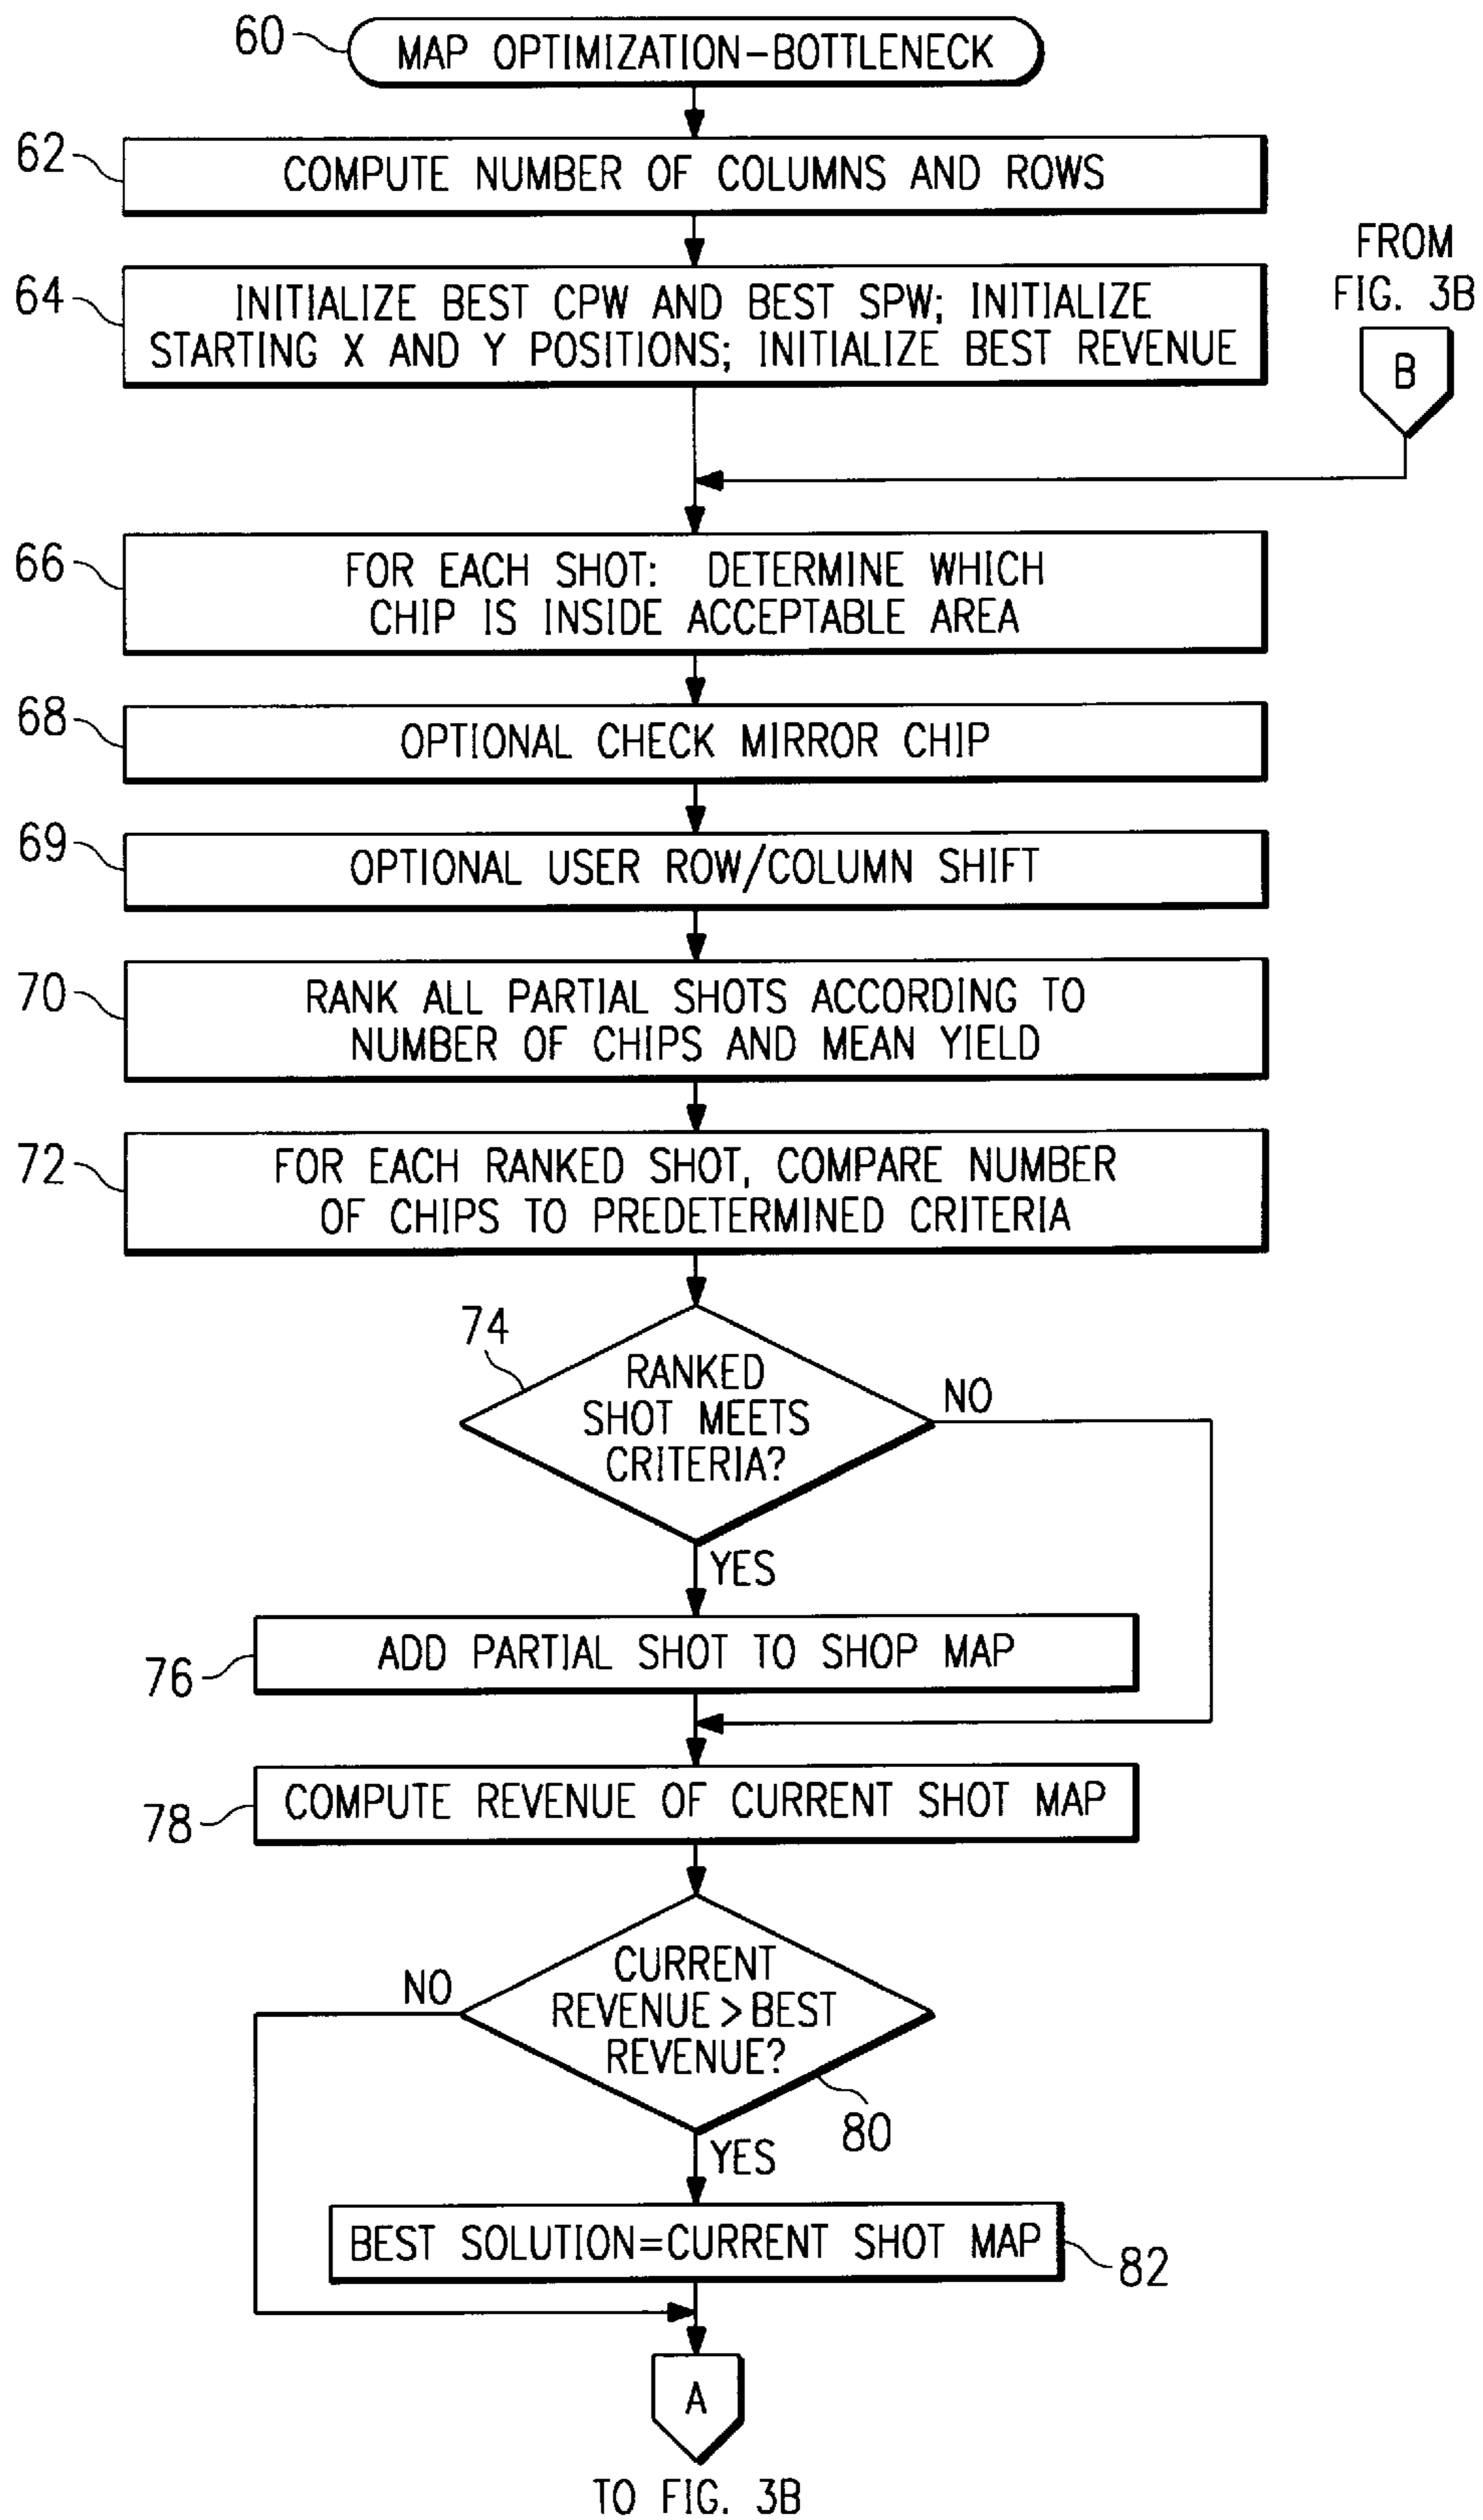 60
MAP OPTIMIZATION-BOTTLENECK
62
COMPUTE NUMBER OF COLUMNS AND ROWS
64
INITIALIZE BEST CPW AND BEST SPW; INITIALIZE
STARTING X AND Y POSITIONS; INITIALIZE BEST REVENUE
FROM
FIG. 3B
B
66
FOR EACH SHOT: DETERMINE WHICH
CHIP IS INSIDE ACCEPTABLE AREA
68
OPTIONAL CHECK MIRROR CHIP
69
OPTIONAL USER ROW/COLUMN SHIFT
70
RANK ALL PARTIAL SHOTS ACCORDING TO
NUMBER OF CHIPS AND MEAN YIELD
72
FOR EACH RANKED SHOT, COMPARE NUMBER
OF CHIPS TO PREDETERMINED CRITERIA
74
RANKED
SHOT MEETS
CRITERIA?
NO
YES
76
ADD PARTIAL SHOT TO SHOP MAP
78
COMPUTE REVENUE OF CURRENT SHOT MAP
NO
CURRENT
REVENUE>BEST
REVENUE?
80
YES
BEST SOLUTION=CURRENT SHOT MAP
82
A
TO FIG. 3B